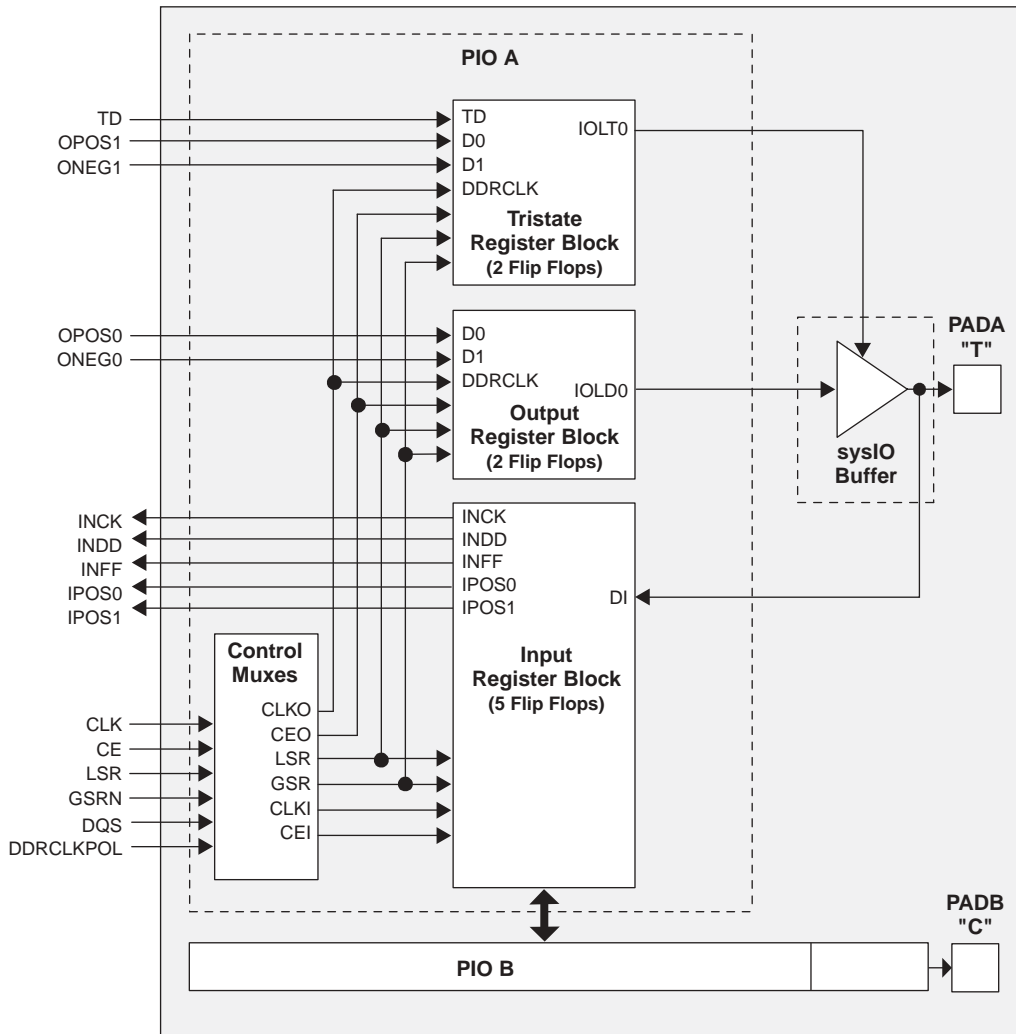 PIO A
TD
OPOS1
ONEG1
TD
D0
D1
DDRCLK
IOLT0
Tristate
Register Block
(2 Flip Flops)
OPOS0
ONEG0
D0
D1
DDRCLK
IOLD0
Output
Register Block
(2 Flip Flops)
PADA
"T"
sysIO
Buffer
INCK
INDD
INFF
IPOS0
IPOS1
INCK
INDD
INFF
IPOS0
IPOS1
DI
Input
Register Block
(5 Flip Flops)
Control
Muxes
CLKO
CEO
LSR
GSR
CLKI
CEI
CLK
CE
LSR
GSRN
DQS
DDRCLKPOL
PIO B
PADB
"C"